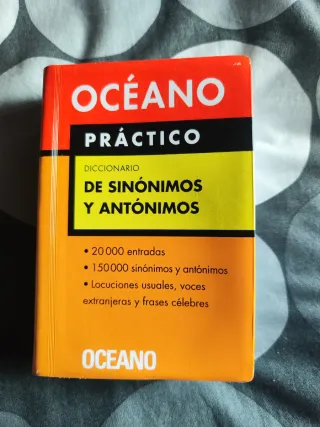 OCÉANO
PRÁCTICO
DICCIONARIO
DE SINÓNIMOS
Y ANTÓNIMOS
• 20 000 entradas
• 150 000 sinónimos y antónimos
• Locuciones usuales, voces
extranjeras y frases célebres
OCEANO